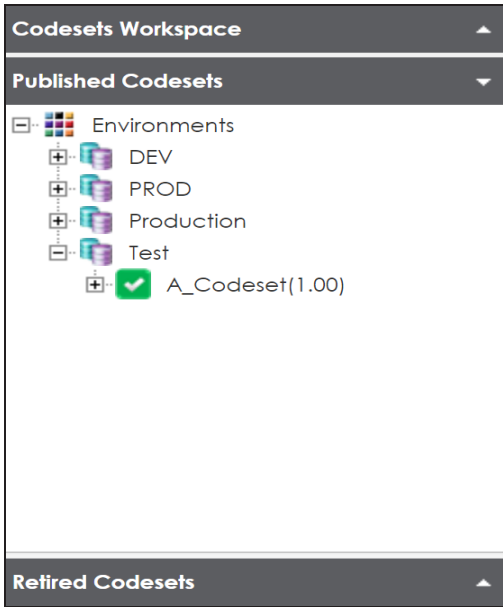 Codesets Workspace
Published Codesets
Environments
DEV
PROD
Production
Test
A_Codeset(1.00)
Retired Codesets